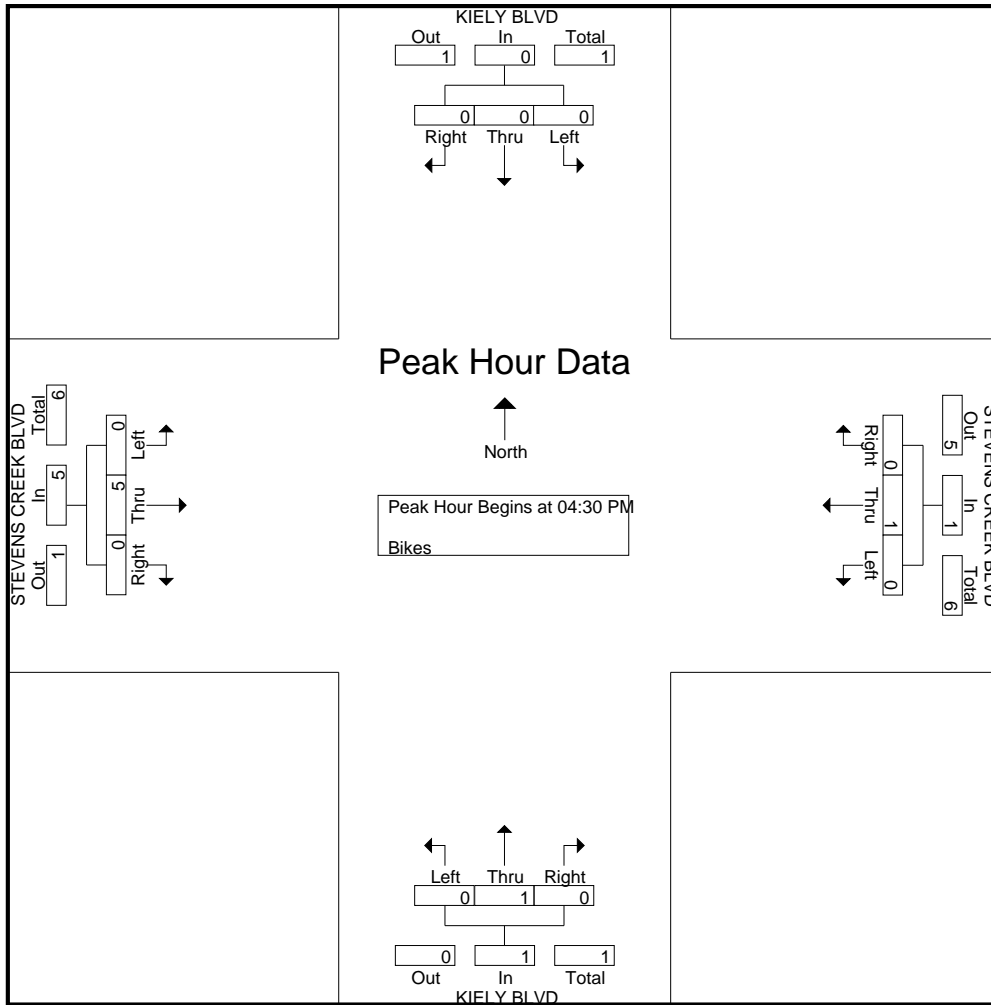 KIELY BLVD
Out In Total
1 0 1
0 0 0
Right Thru Left
Peak Hour Data
North
Peak Hour Begins at 04:30 PM
Bikes
STEVENS CREEK BLVD
Total In Out
6 5 1
0 5 0
Left Thru Right
STEVENS CREEK BLVD
Out In Total
5 1 6
0 1 0
Right Thru Left
Left Thru Right
0 1 0
0 1 1
Out In Total
KIELY BLVD